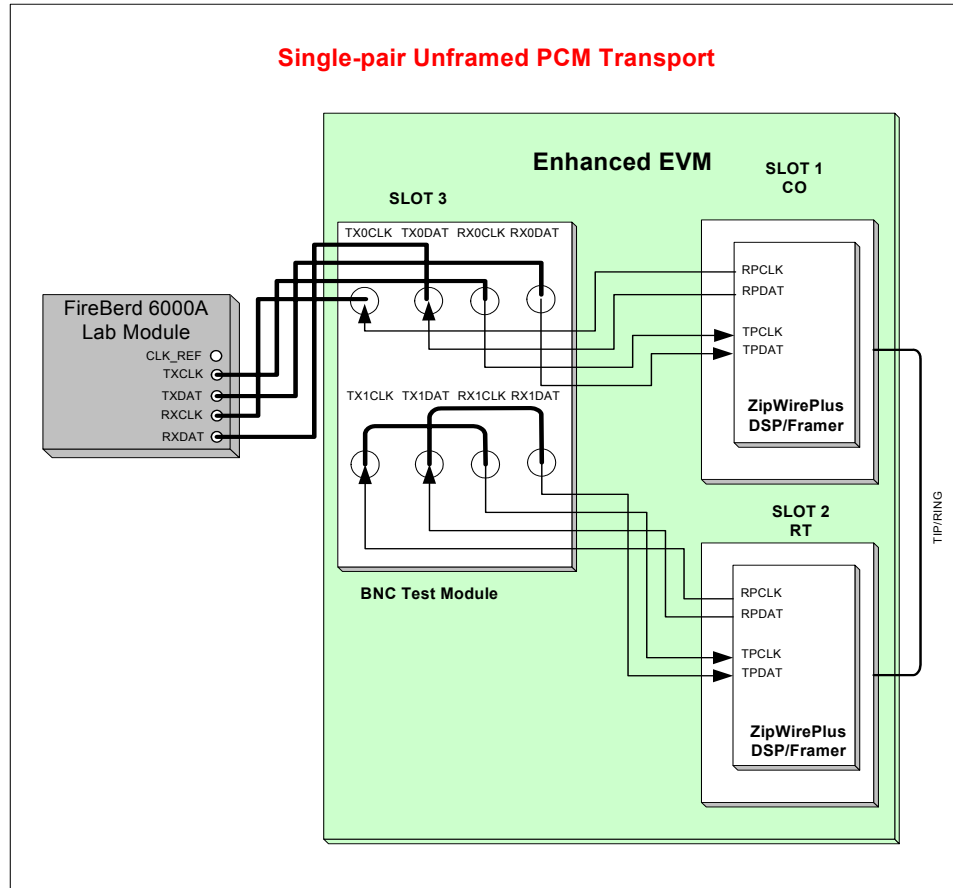 Single-pair Unframed PCM Transport
Enhanced EVM
SLOT 1
CO
SLOT 3
TX0CLK TX0DAT RX0CLK RX0DAT
RPCLK
RPDAT
TPCLK
TPDAT
ZipWirePlus
DSP/Framer
FireBerd 6000A
Lab Module
CLK_REF
TXCLK
TXDAT
RXCLK
RXDAT
TX1CLK TX1DAT RX1CLK RX1DAT
BNC Test Module
SLOT 2
RT
RPCLK
RPDAT
TPCLK
TPDAT
ZipWirePlus
DSP/Framer
TIP/RING